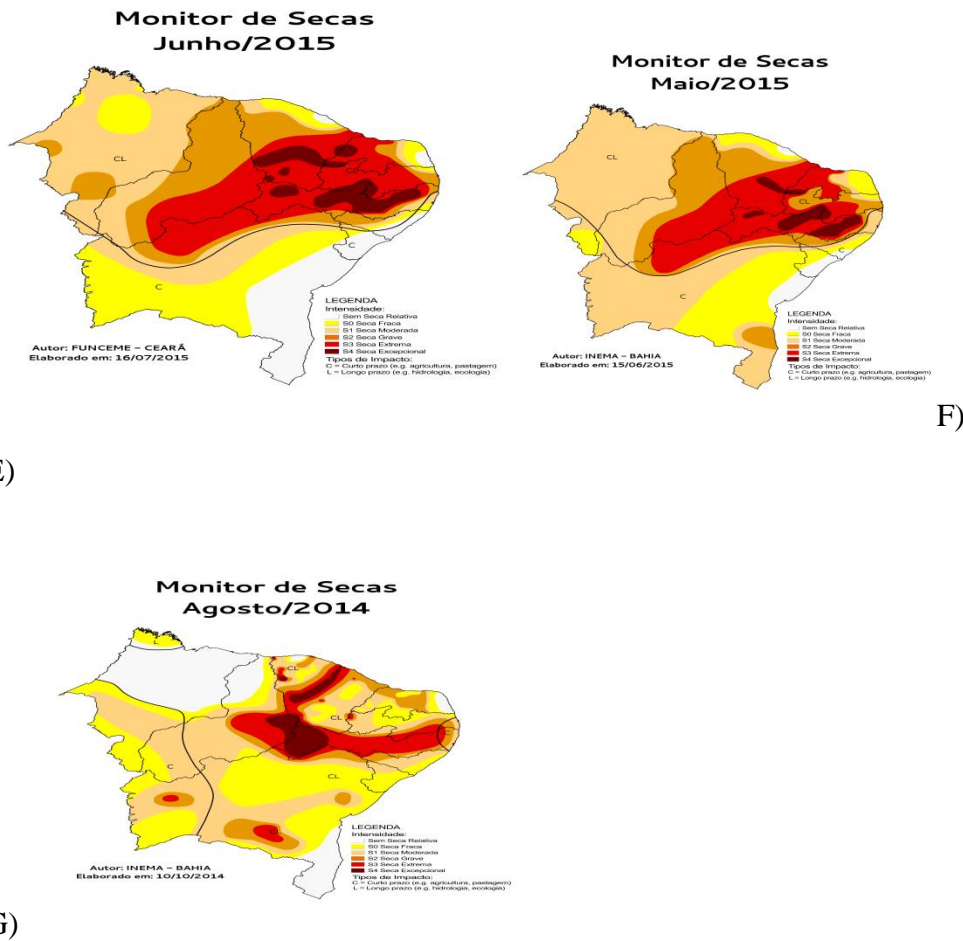 Monitor de Secas
Junho/2015
CL
CL
C
C
LEGENDA
Intensidade:
Sem Seca Relativa
S0 Seca Fraca
S1 Seca Moderada
S2 Seca Grave
S3 Seca Extrema
S4 Seca Excepcional
Tipos de Impacto:
C = Curto prazo (e.g. agricultura, pastagem)
L = Longo prazo (e.g. hidrologia, ecologia)
Autor: FUNCEME – CEARÁ
Elaborado em: 16/07/2015
Monitor de Secas
Maio/2015
CL
CL
C
C
LEGENDA
Intensidade:
Sem Seca Relativa
S0 Seca Fraca
S1 Seca Moderada
S2 Seca Grave
S3 Seca Extrema
S4 Seca Excepcional
Tipos de Impacto:
C = Curto prazo (e.g. agricultura, pastagem)
L = Longo prazo (e.g. hidrologia, ecologia)
Autor: INEMA – BAHIA
Elaborado em: 15/06/2015
F)
E)
Monitor de Secas
Agosto/2014
L
CL
CL
C
CL
LEGENDA
Intensidade:
Sem Seca Relativa
S0 Seca Fraca
S1 Seca Moderada
S2 Seca Grave
S3 Seca Extrema
S4 Seca Excepcional
Tipos de Impacto:
C = Curto prazo (e.g. agricultura, pastagem)
L = Longo prazo (e.g. hidrologia, ecologia)
Autor: INEMA – BAHIA
Elaborado em: 10/10/2014
G)